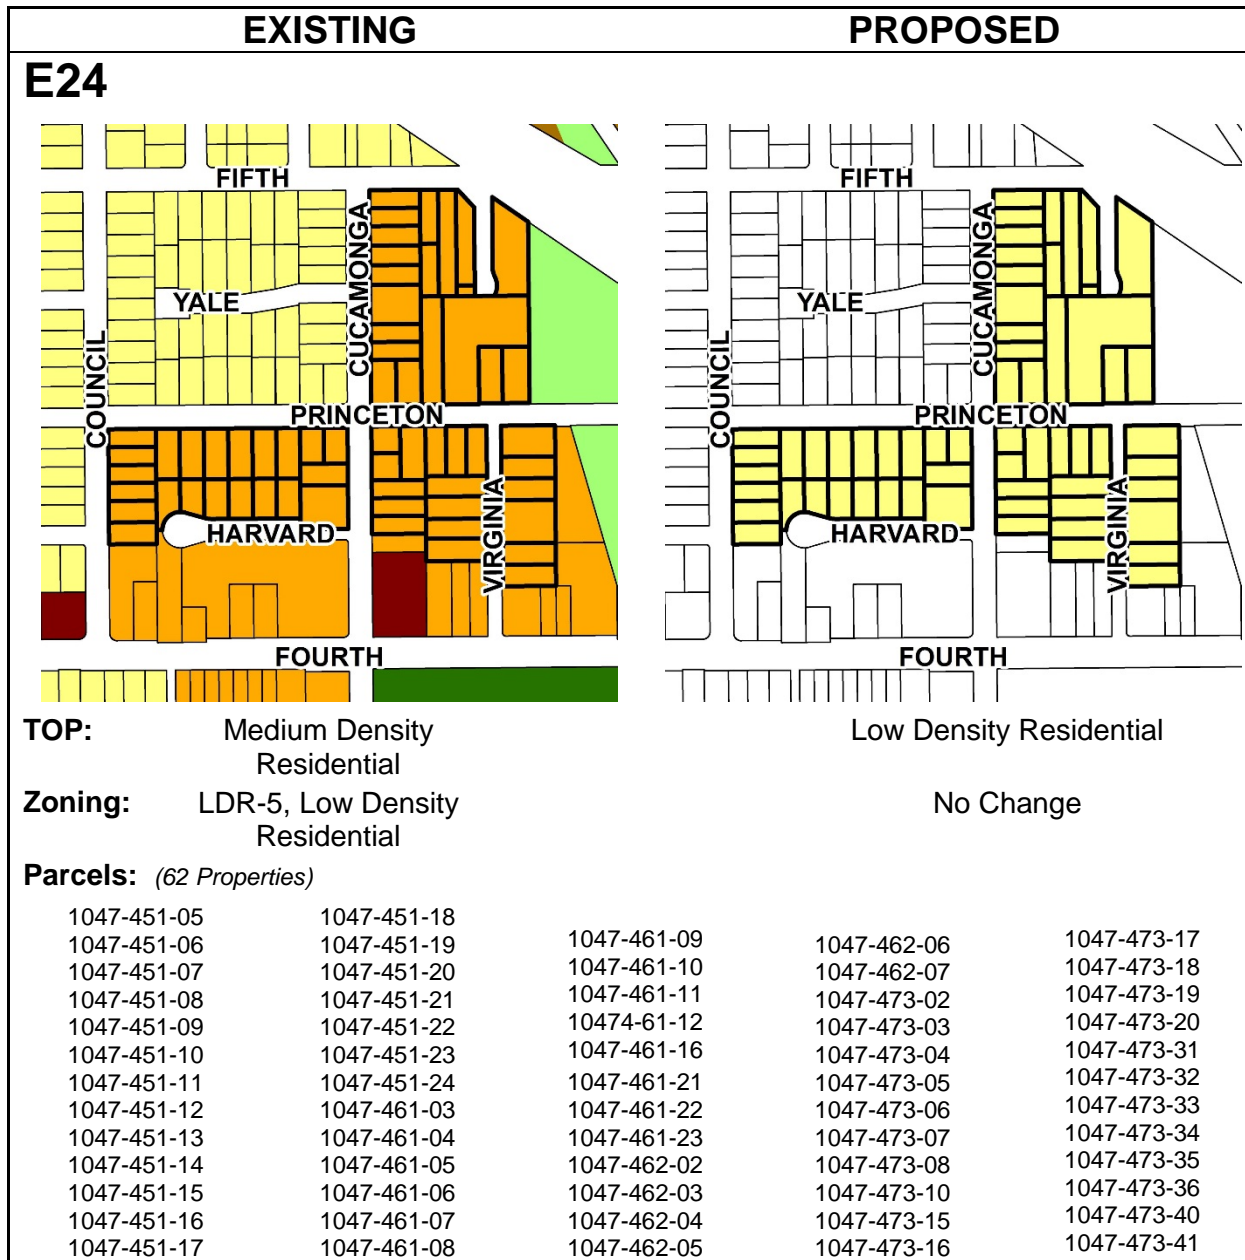 EXISTING PROPOSED
E24
FIFTH
CUCAMONGA
YALE
COUNCIL
PRINCETON
HARVARD
VIRGINIA
FOURTH
FIFTH
CUCAMONGA
YALE
COUNCIL
PRINCETON
HARVARD
VIRGINIA
FOURTH
TOP: Medium Density Low Density Residential
Residential
Zoning: LDR-5, Low Density No Change
Residential
Parcels: (62 Properties)
1047-451-05
1047-451-06
1047-451-07
1047-451-08
1047-451-09
1047-451-10
1047-451-11
1047-451-12
1047-451-13
1047-451-14
1047-451-15
1047-451-16
1047-451-17
1047-451-18
1047-451-19
1047-451-20
1047-451-21
1047-451-22
1047-451-23
1047-451-24
1047-461-03
1047-461-04
1047-461-05
1047-461-06
1047-461-07
1047-461-08
1047-461-09
1047-461-10
1047-461-11
10474-61-12
1047-461-16
1047-461-21
1047-461-22
1047-461-23
1047-462-02
1047-462-03
1047-462-04
1047-462-05
1047-462-06
1047-462-07
1047-473-02
1047-473-03
1047-473-04
1047-473-05
1047-473-06
1047-473-07
1047-473-08
1047-473-10
1047-473-15
1047-473-16
1047-473-17
1047-473-18
1047-473-19
1047-473-20
1047-473-31
1047-473-32
1047-473-33
1047-473-34
1047-473-35
1047-473-36
1047-473-40
1047-473-41